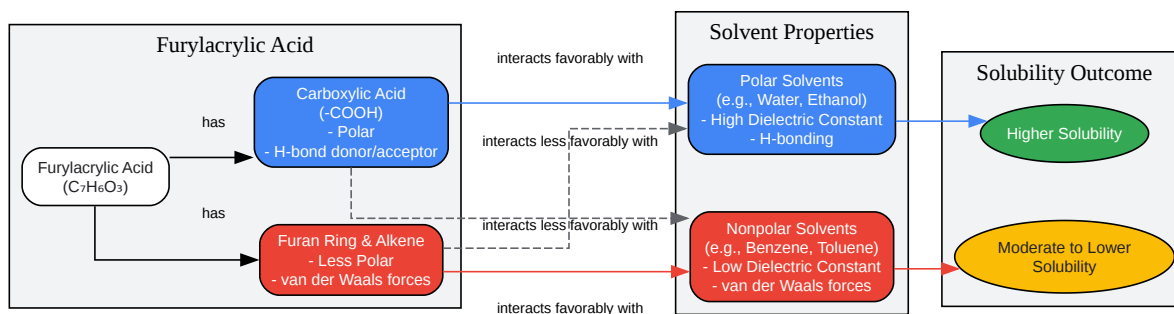 Furylacrylic Acid
Furylacrylic Acid
(C₇H₆O₃)
has
has
Carboxylic Acid
(-COOH)
- Polar
- H-bond donor/acceptor
Furan Ring & Alkene
- Less Polar
- van der Waals forces
interacts favorably with
interacts less favorably with
interacts less favorably with
interacts favorably with
Solvent Properties
Polar Solvents
(e.g., Water, Ethanol)
- High Dielectric Constant
- H-bonding
Nonpolar Solvents
(e.g., Benzene, Toluene)
- Low Dielectric Constant
- van der Waals forces
Solubility Outcome
Higher Solubility
Moderate to Lower
Solubility